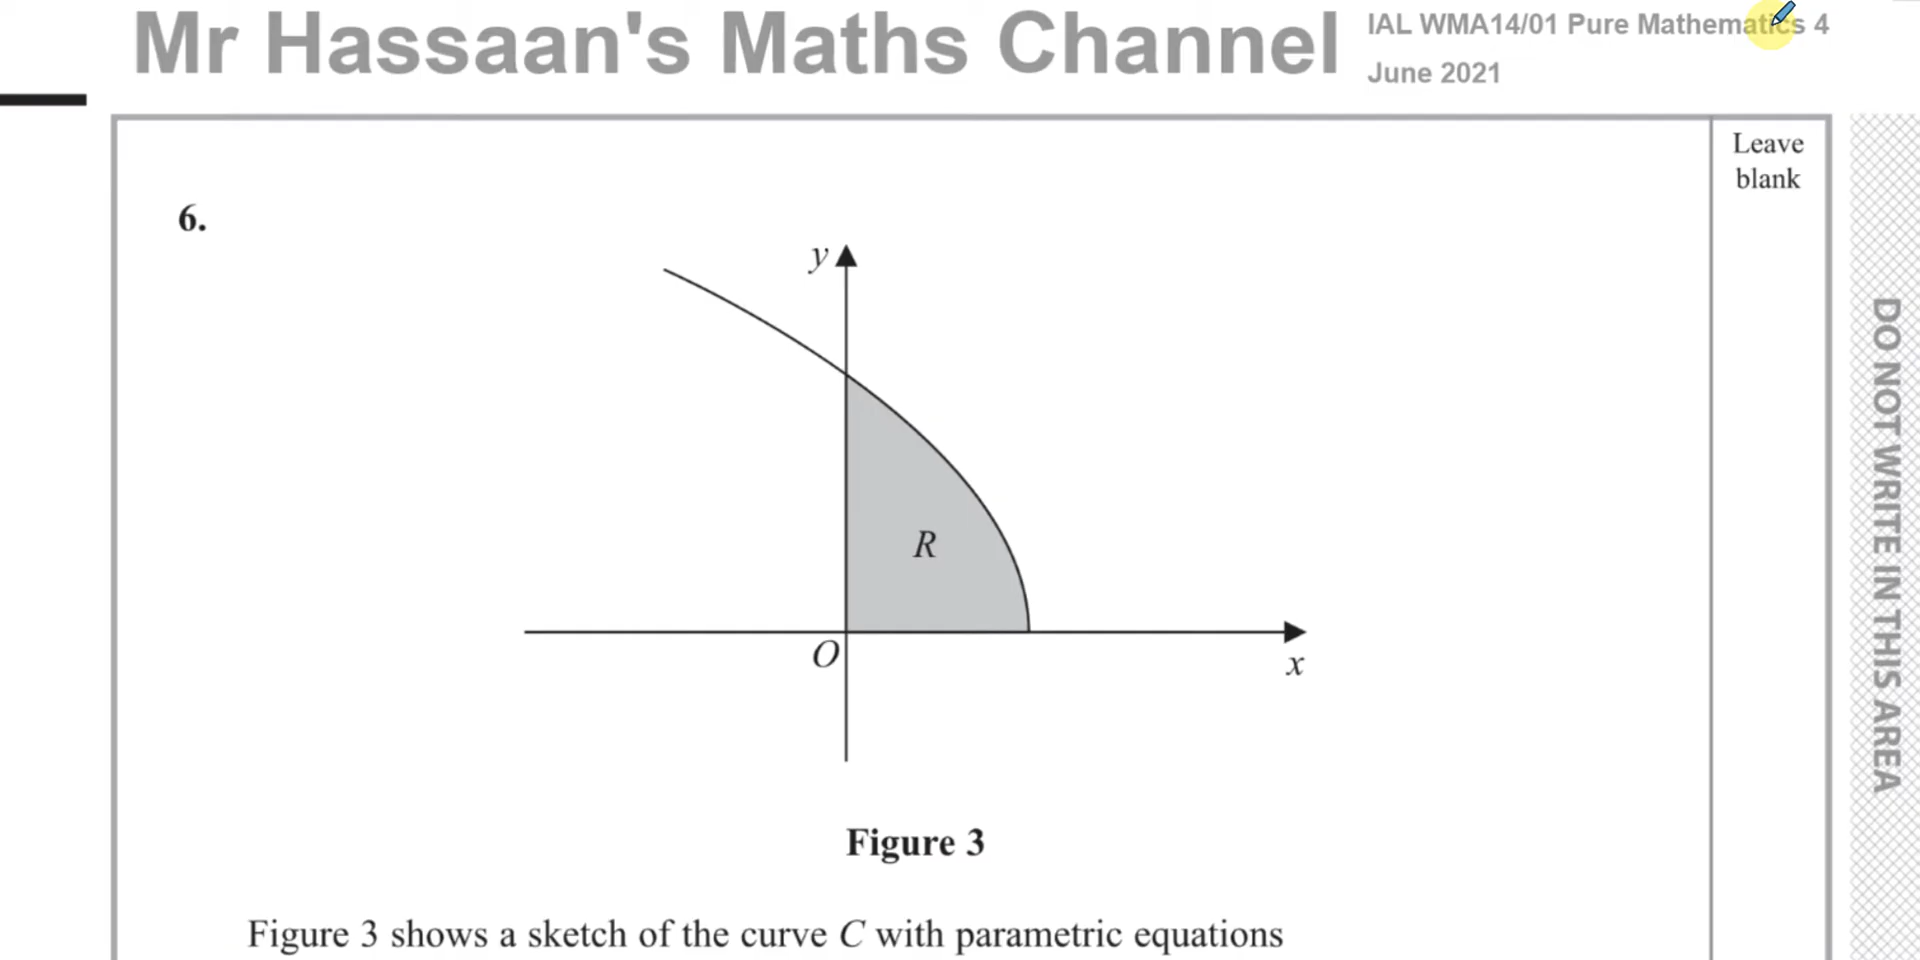 Mr Hassaan's Maths Channel
IAL WMA14/01 Pure Mathematics 4
June 2021
Leave
blank
6.
y
R
O
x
Figure 3
Figure 3 shows a sketch of the curve C with parametric equations
DO NOT WRITE IN THIS AREA